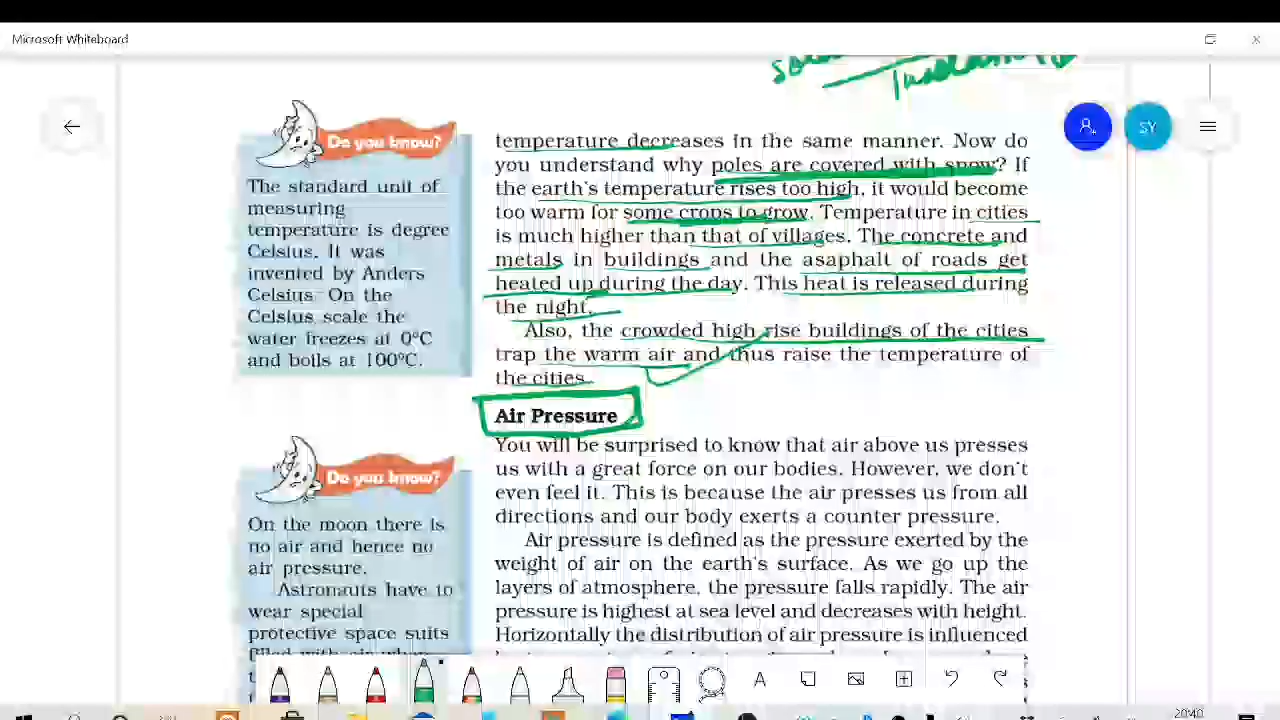 Microsoft Whiteboard
SY
Do you know?
The standard unit of
measuring
temperature is degree
Celsius. It was
invented by Anders
Celsius. On the
Celsius scale the
water freezes at 0°C
and boils at 100°C.
Do you know?
On the moon there is
no air and hence no
air pressure.
Astronauts have to
wear special
protective space suits
filled with air when
temperature decreases in the same manner. Now do
you understand why poles are covered with snow? If
the earth's temperature rises too high, it would become
too warm for some crops to grow. Temperature in cities
is much higher than that of villages. The concrete and
metals in buildings and the asaphalt of roads get
heated up during the day. This heat is released during
the night.
Also, the crowded high rise buildings of the cities
trap the warm air and thus raise the temperature of
the cities.
Air Pressure
You will be surprised to know that air above us presses
us with a great force on our bodies. However, we don't
even feel it. This is because the air presses us from all
directions and our body exerts a counter pressure.
Air pressure is defined as the pressure exerted by the
weight of air on the earth's surface. As we go up the
layers of atmosphere, the pressure falls rapidly. The air
pressure is highest at sea level and decreases with height.
Horizontally the distribution of air pressure is influenced
A
20:40